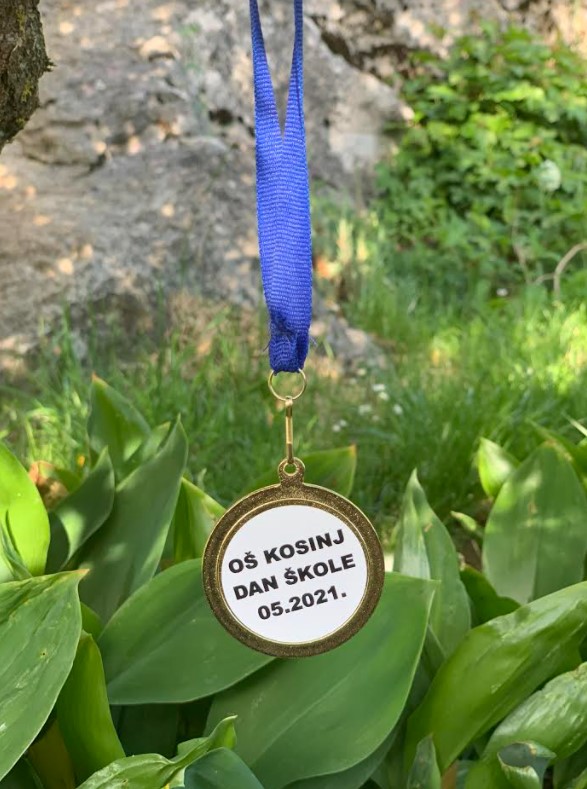 OŠ KOSINJ
DAN ŠKOLE
05.2021.